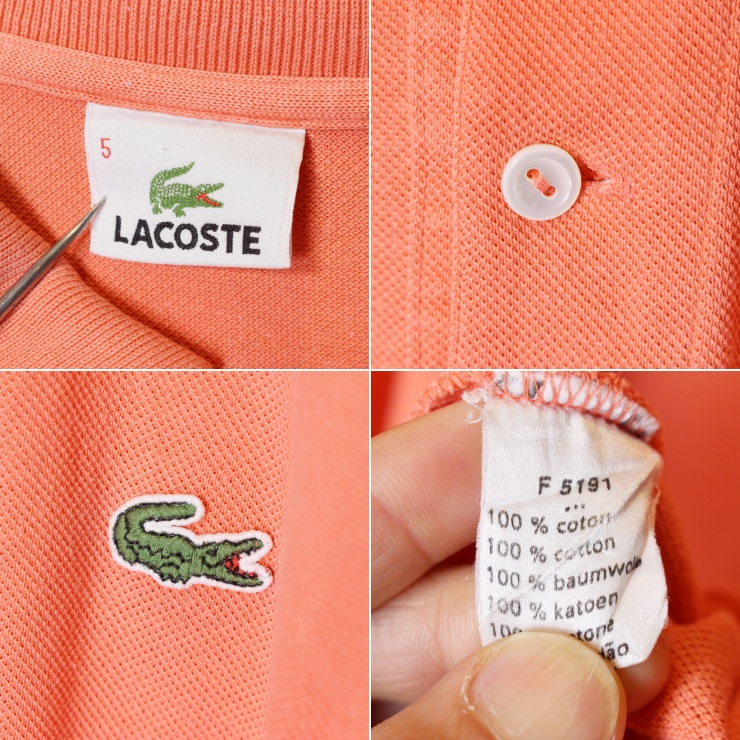 5
LACOSTE
F 5191
100 % coton
100 % cotton
100 % baumwolle
100 % katoen